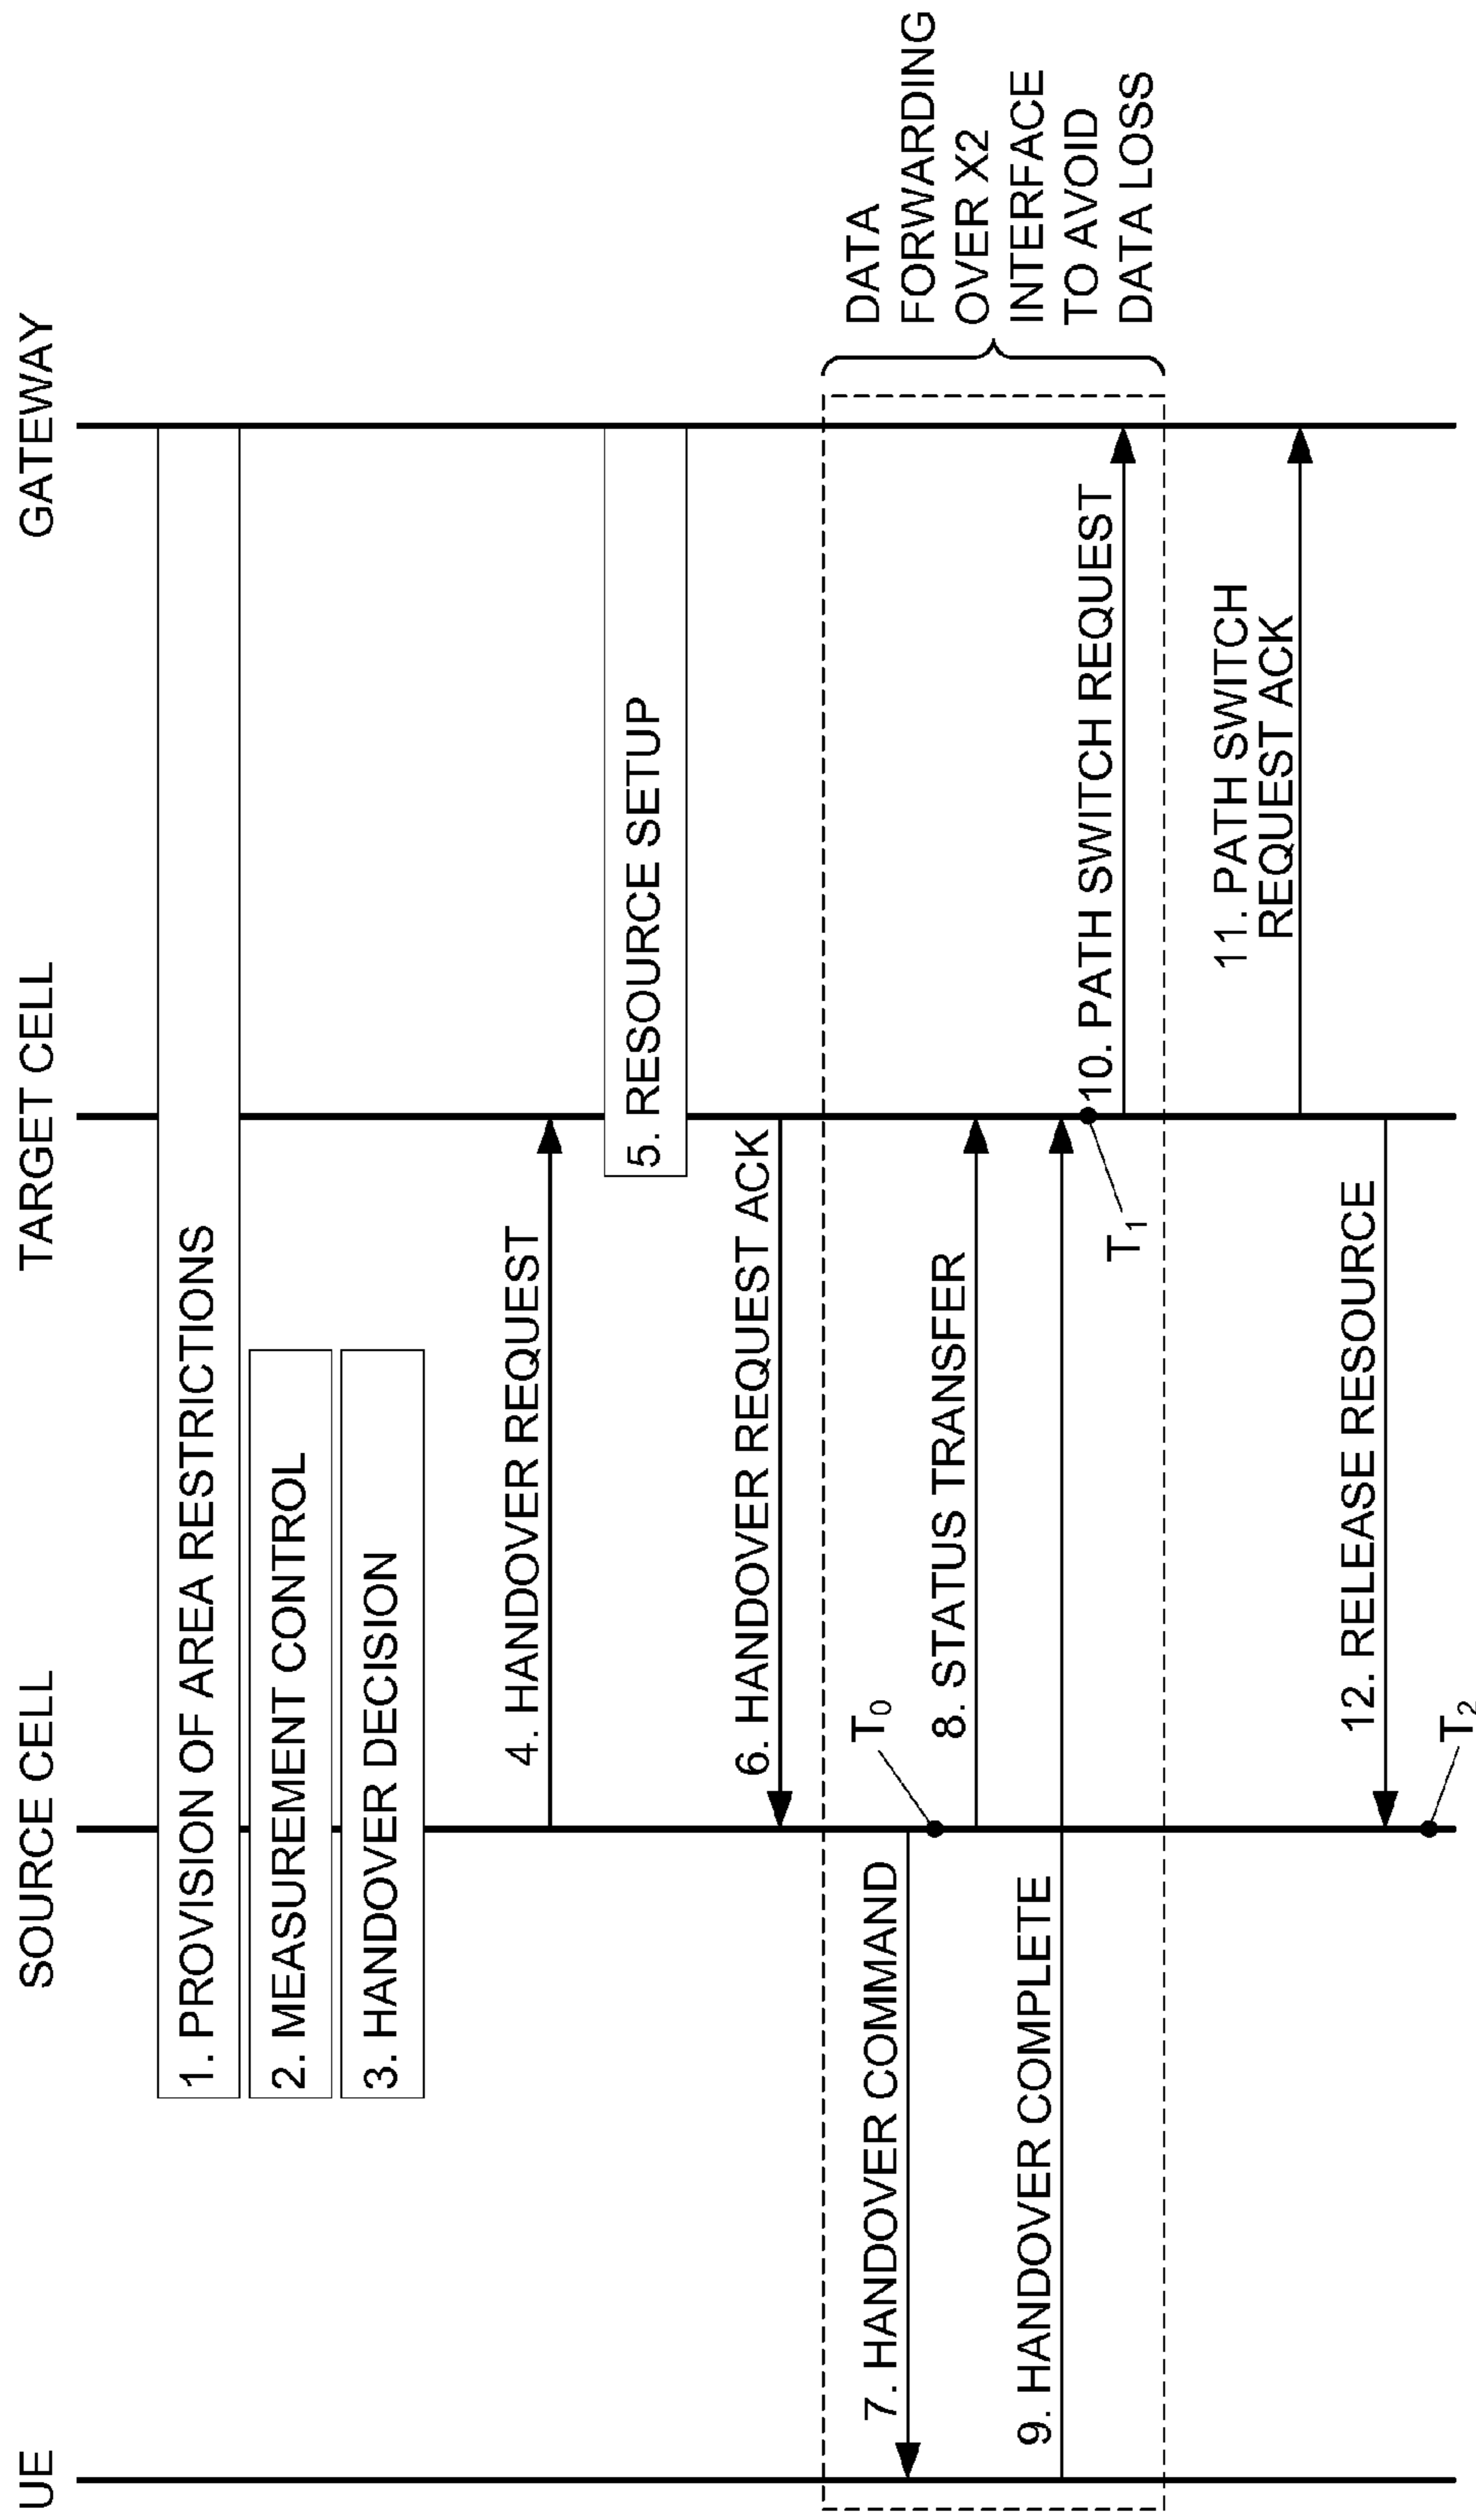 UE
SOURCE CELL
TARGET CELL
GATEWAY
1. PROVISION OF AREA RESTRICTIONS
2. MEASUREMENT CONTROL
3. HANDOVER DECISION
4. HANDOVER REQUEST
5. RESOURCE SETUP
6. HANDOVER REQUEST ACK
7. HANDOVER COMMAND
T0
8. STATUS TRANSFER
9. HANDOVER COMPLETE
T1
10. PATH SWITCH REQUEST
DATA
FORWARDING
OVER X2
INTERFACE
TO AVOID
DATA LOSS
11. PATH SWITCH
REQUEST ACK
12. RELEASE RESOURCE
T2